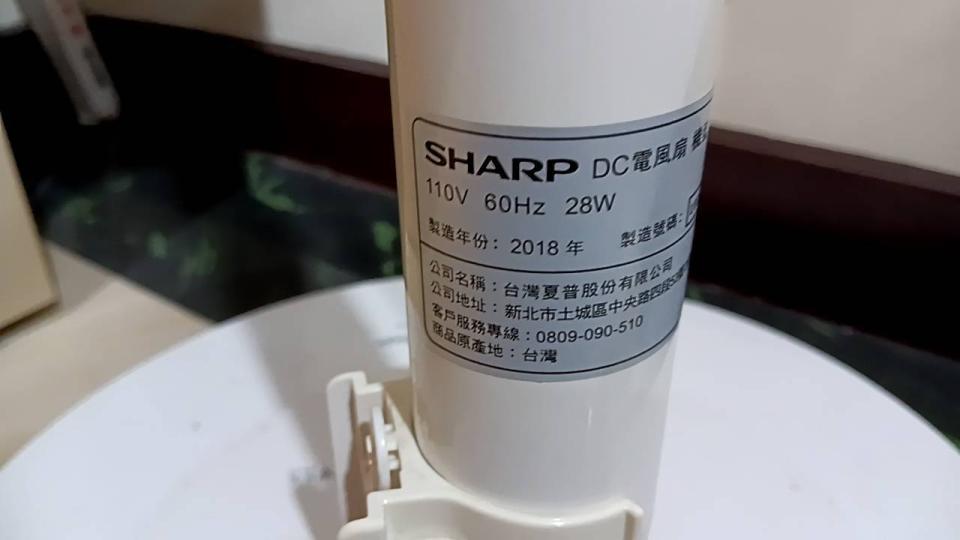 SHARP DC電風扇
110V 60Hz 28W
製造年份：2018 年 製造號碼：
公司名稱：台灣夏普股份有限公司
公司地址：新北市土城區中央路四段
客戶服務專線：0809-090-510
商品原產地：台灣